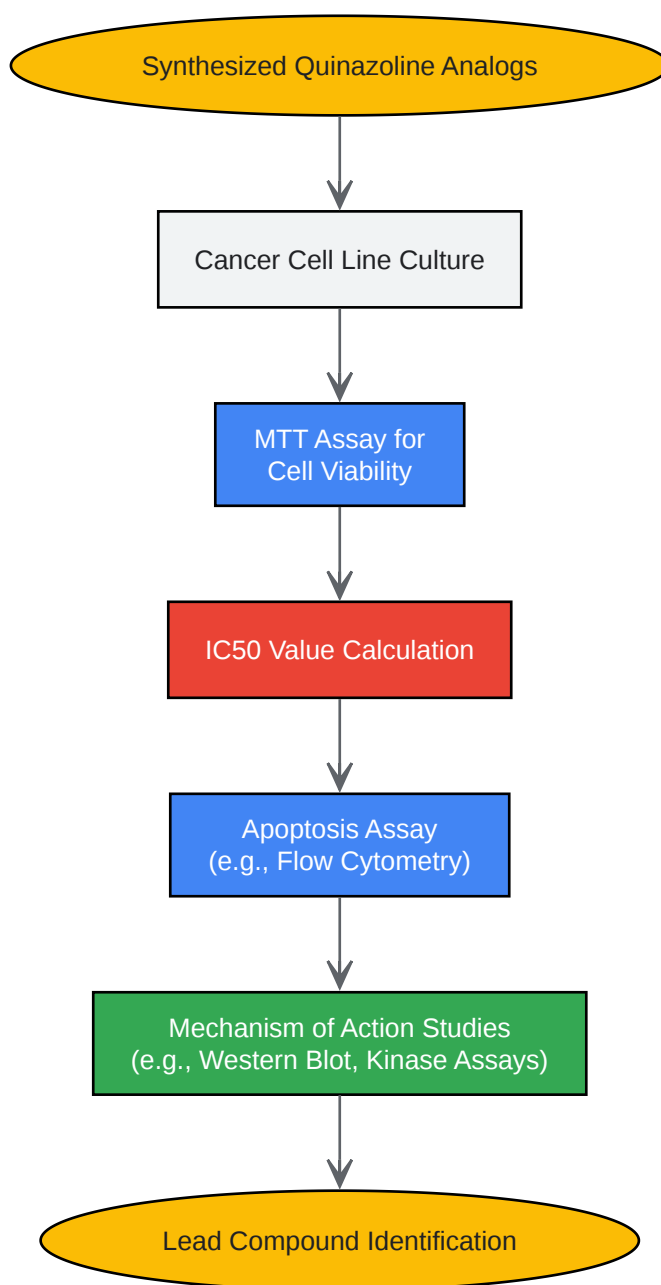 Synthesized Quinazoline Analogs
Cancer Cell Line Culture
MTT Assay for
Cell Viability
IC50 Value Calculation
Apoptosis Assay
(e.g., Flow Cytometry)
Mechanism of Action Studies
(e.g., Western Blot, Kinase Assays)
Lead Compound Identification